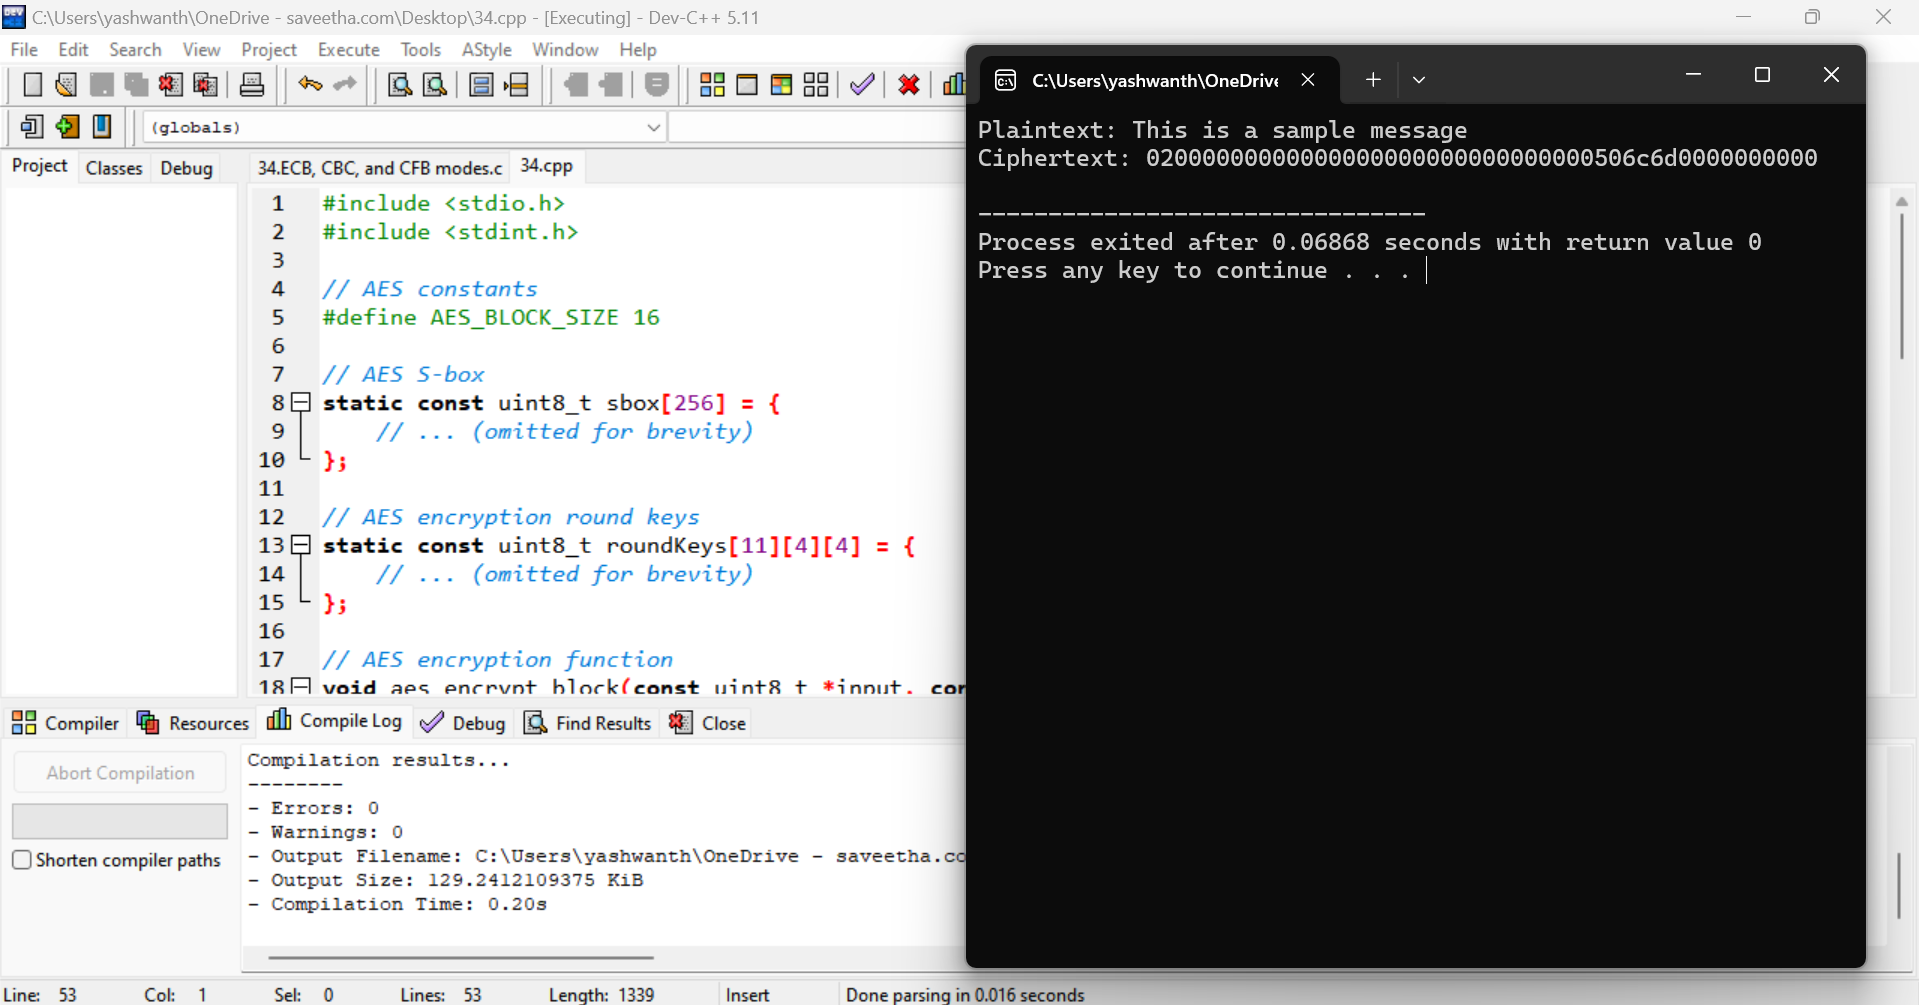 C:\Users\yashwanth\OneDrive - saveetha.com\Desktop\34.cpp - [Executing] - Dev-C++ 5.11
File Edit Search View Project Execute Tools AStyle Window Help
(globals)
Project Classes Debug
34.ECB, CBC, and CFB modes.c 34.cpp
1 #include <stdio.h>
2 #include <stdint.h>
3
4 // AES constants
5 #define AES_BLOCK_SIZE 16
6
7 // AES S-box
8 static const uint8_t sbox[256] = {
9 // ... (omitted for brevity)
10 };
11
12 // AES encryption round keys
13 static const uint8_t roundKeys[11][4][4] = {
14 // ... (omitted for brevity)
15 };
16
17 // AES encryption function
18 void aes_encrypt_block(const uint8_t *input, con
C:\Users\yashwanth\OneDrive
Plaintext: This is a sample message
Ciphertext: 020000000000000000000000000000000506c6d0000000000
--------------------------------
Process exited after 0.06868 seconds with return value 0
Press any key to continue . . .
Compiler Resources Compile Log Debug Find Results Close
Abort Compilation
Shorten compiler paths
Compilation results...
--------
- Errors: 0
- Warnings: 0
- Output Filename: C:\Users\yashwanth\OneDrive - saveetha.co
- Output Size: 129.2412109375 KiB
- Compilation Time: 0.20s
Line: 53 Col: 1 Sel: 0 Lines: 53 Length: 1339 Insert Done parsing in 0.016 seconds